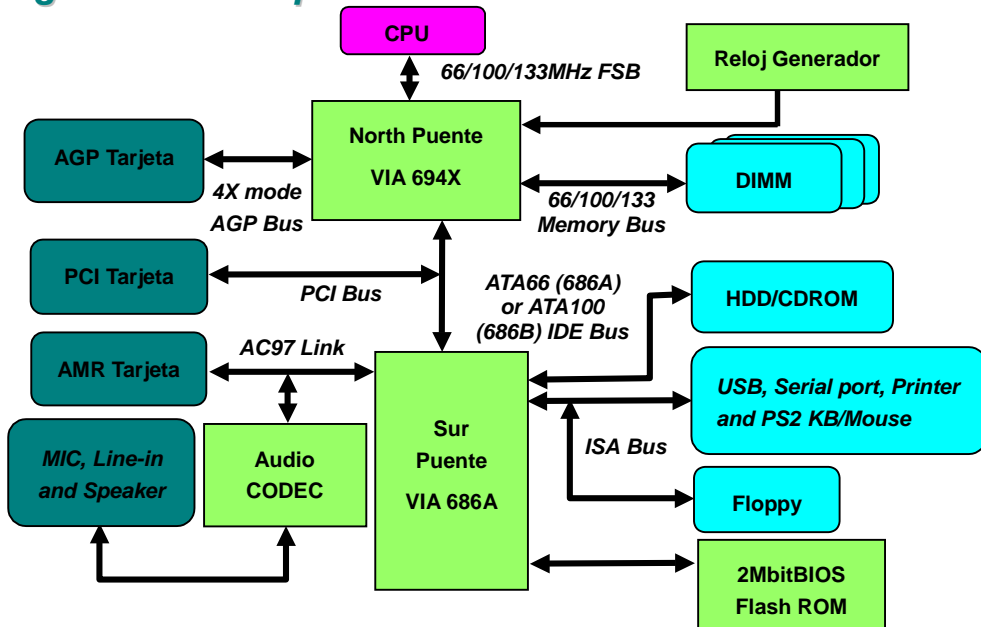 CPU
66/100/133MHz FSB
Reloj Generador
North Puente
VIA 694X
AGP Tarjeta
4X mode
AGP Bus
DIMM
66/100/133
Memory Bus
PCI Tarjeta
PCI Bus
ATA66 (686A)
or ATA100
(686B) IDE Bus
HDD/CDROM
AMR Tarjeta
AC97 Link
USB, Serial port, Printer
and PS2 KB/Mouse
Sur
Puente
VIA 686A
ISA Bus
MIC, Line-in
and Speaker
Audio
CODEC
Floppy
2MbitBIOS
Flash ROM